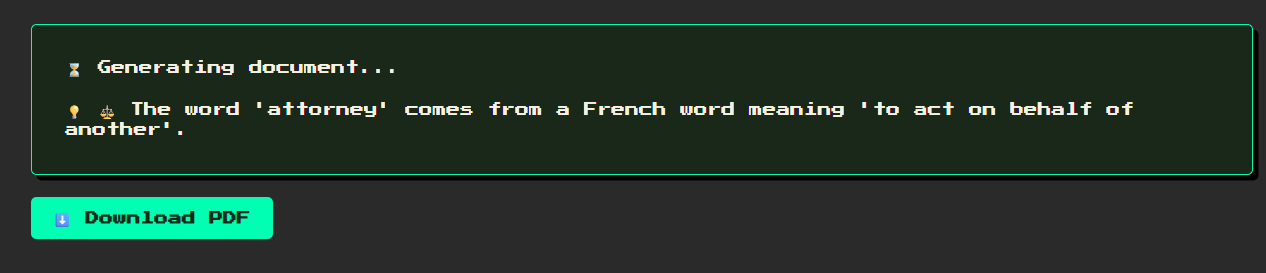 ⏳ Generating document...
💡 ⚖️ The word 'attorney' comes from a French word meaning 'to act on behalf of
another'.
⬇️ Download PDF